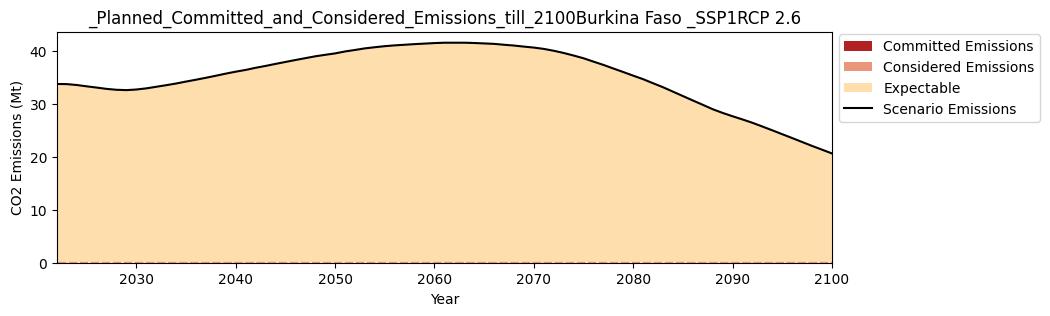 _Planned_Committed_and_Considered_Emissions_till_2100Burkina Faso _SSP1RCP 2.6
Committed Emissions
Considered Emissions
Expectable
Scenario Emissions
CO2 Emissions (Mt)
40
30
20
10
0
2030 2040 2050 2060 2070 2080 2090 2100
Year